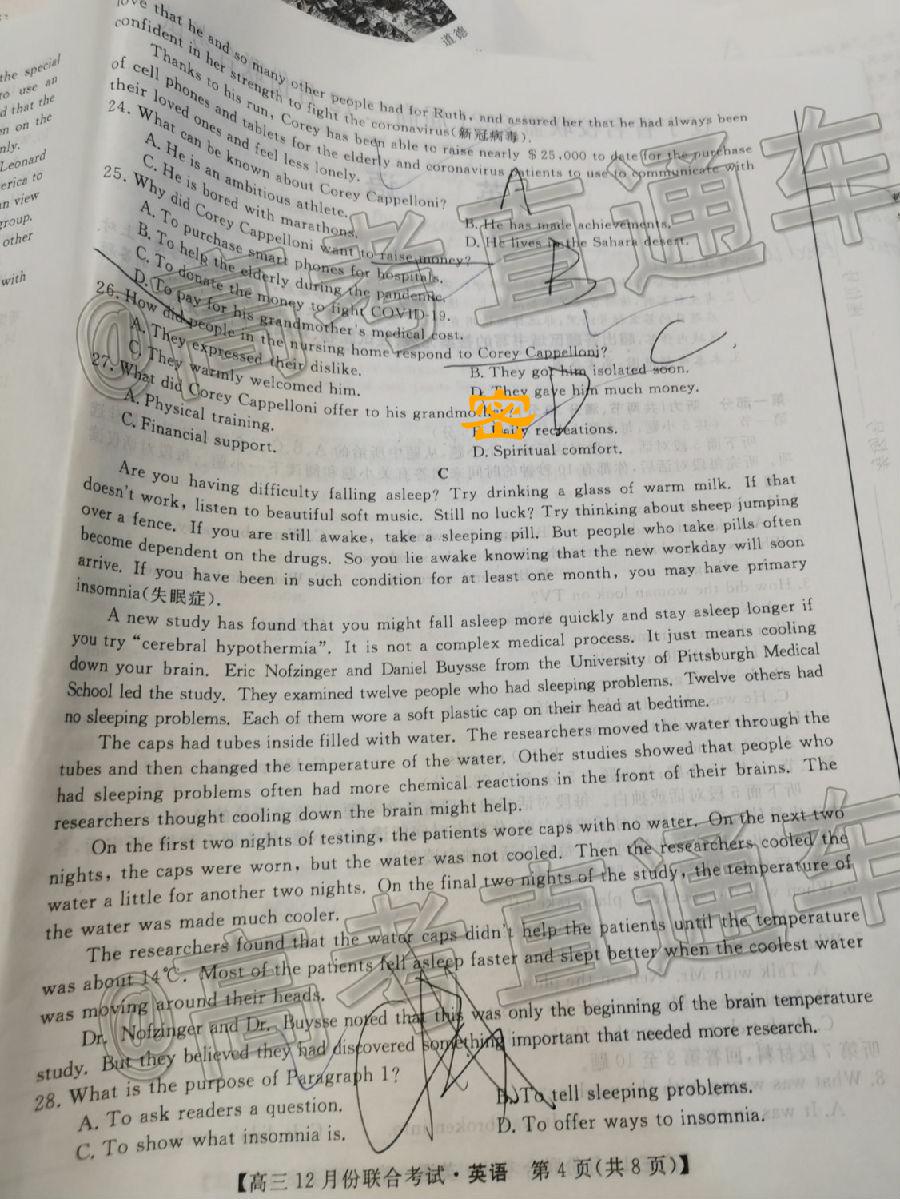 道德
love that he and so many other people had for Ruth, and assured her that he had always been
confident in her strength to fight the coronavirus(新冠病毒).
Thanks to his run, Corey has been able to raise nearly $ 25,000 to date for the purchase
of cell phones and tablets for the elderly and coronavirus patients to use to communicate with
their loved ones and feel less lonely.
24. What can be known about Corey Cappelloni?
A
A. He is an ambitious athlete.
B. He has made achievements.
C. He is bored with marathons.
D. He lives in the Sahara desert.
25. Why did Corey Cappelloni want to raise money?
B
A. To purchase smart phones for hospitals.
B. To help the elderly during the pandemic.
C. To donate the money to fight COVID-19.
D. To pay for his grandmother's medical cost.
26. How did people in the nursing home respond to Corey Cappelloni?
C
A. They expressed their dislike.
B. They got him isolated soon.
C. They warmly welcomed him.
D. They gave him much money.
27. What did Corey Cappelloni offer to his grandmother?
D
密
A. Physical training.
B. Daily recreations.
C. Financial support.
D. Spiritual comfort.
C
Are you having difficulty falling asleep? Try drinking a glass of warm milk. If that
doesn't work, listen to beautiful soft music. Still no luck? Try thinking about sheep jumping
over a fence. If you are still awake, take a sleeping pill. But people who take pills often
become dependent on the drugs. So you lie awake knowing that the new workday will soon
arrive. If you have been in such condition for at least one month, you may have primary
insomnia(失眠症).
A new study has found that you might fall asleep more quickly and stay asleep longer if
you try “cerebral hypothermia”. It is not a complex medical process. It just means cooling
down your brain. Eric Nofzinger and Daniel Buysse from the University of Pittsburgh Medical
School led the study. They examined twelve people who had sleeping problems. Twelve others had
no sleeping problems. Each of them wore a soft plastic cap on their head at bedtime.
The caps had tubes inside filled with water. The researchers moved the water through the
tubes and then changed the temperature of the water. Other studies showed that people who
had sleeping problems often had more chemical reactions in the front of their brains. The
researchers thought cooling down the brain might help.
On the first two nights of testing, the patients wore caps with no water. On the next two
nights, the caps were worn, but the water was not cooled. Then the researchers cooled the
water a little for another two nights. On the final two nights of the study, the temperature of
the water was made much cooler.
The researchers found that the water caps didn't help the patients until the temperature
was about 14℃. Most of the patients fell asleep faster and slept better when the coolest water
was moving around their heads.
Dr. Nofzinger and Dr. Buysse noted that this was only the beginning of the brain temperature
study. But they believed they had discovered something important that needed more research.
28. What is the purpose of Paragraph 1?
A. To ask readers a question.
B. To tell sleeping problems.
C. To show what insomnia is.
D. To offer ways to insomnia.
【高三12月份联合考试·英语 第4页(共8页)】
the special
to use an
d that the
on the
nly.
Leonard
n view
group.
other
with
@高考直通车
@高考直通车